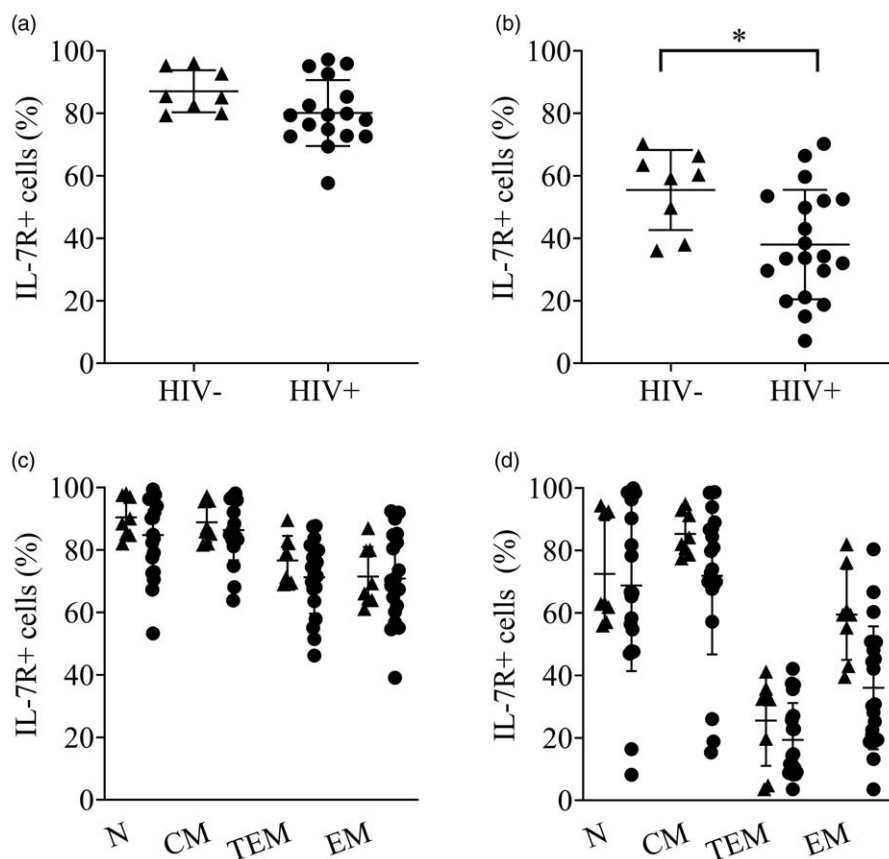 (a)
IL-7R+ cells (%)
100
80
60
40
20
0
HIV-
HIV+
(b)
*
IL-7R+ cells (%)
100
80
60
40
20
0
HIV-
HIV+
(c)
IL-7R+ cells (%)
100
80
60
40
20
0
N
CM
TEM
EM
(d)
IL-7R+ cells (%)
100
80
60
40
20
0
N
CM
TEM
EM